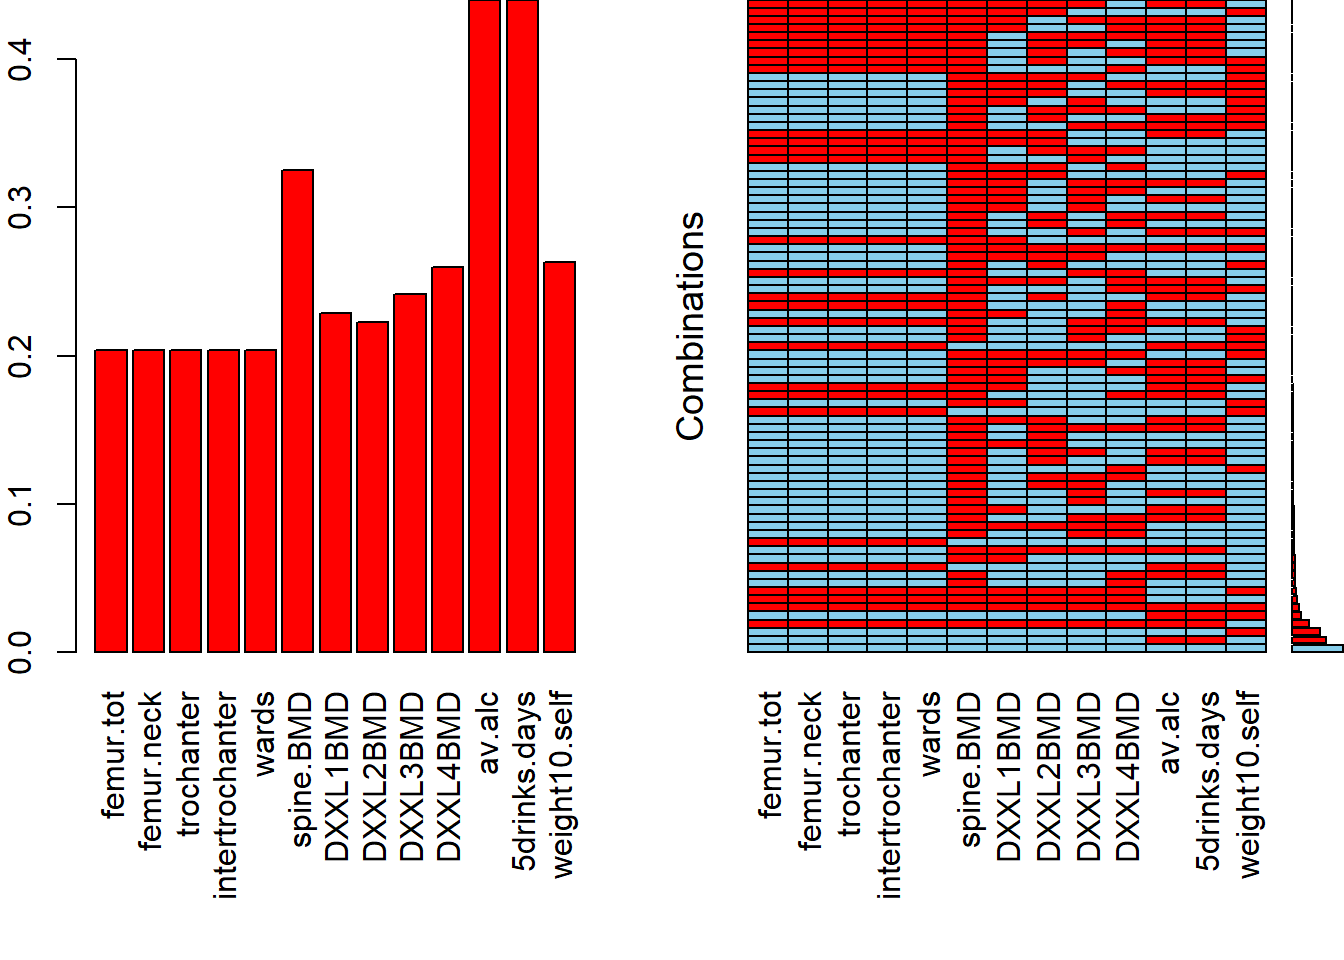 0.4
0.3
0.2
0.1
0.0
femur.tot
femur.neck
trochanter
intertrochanter
wards
spine.BMD
DXXL1BMD
DXXL2BMD
DXXL3BMD
DXXL4BMD
av.alc
5drinks.days
weight10.self
Combinations
femur.tot
femur.neck
trochanter
intertrochanter
wards
spine.BMD
DXXL1BMD
DXXL2BMD
DXXL3BMD
DXXL4BMD
av.alc
5drinks.days
weight10.self